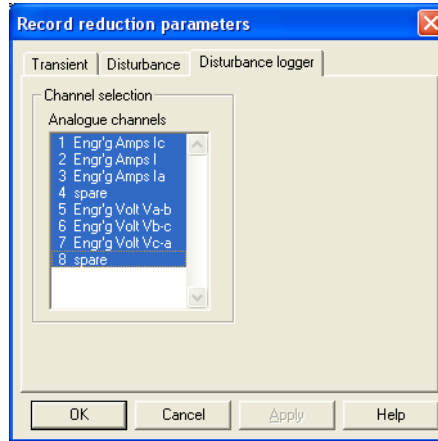 Record reduction parameters
Transient Disturbance Disturbance logger
Channel selection
Analogue channels
1 Engr'g Amps Ic
2 Engr'g Amps I
3 Engr'g Amps Ia
4 spare
5 Engr'g Volt Va-b
6 Engr'g Volt Vb-c
7 Engr'g Volt Vc-a
8 spare
OK Cancel Apply Help